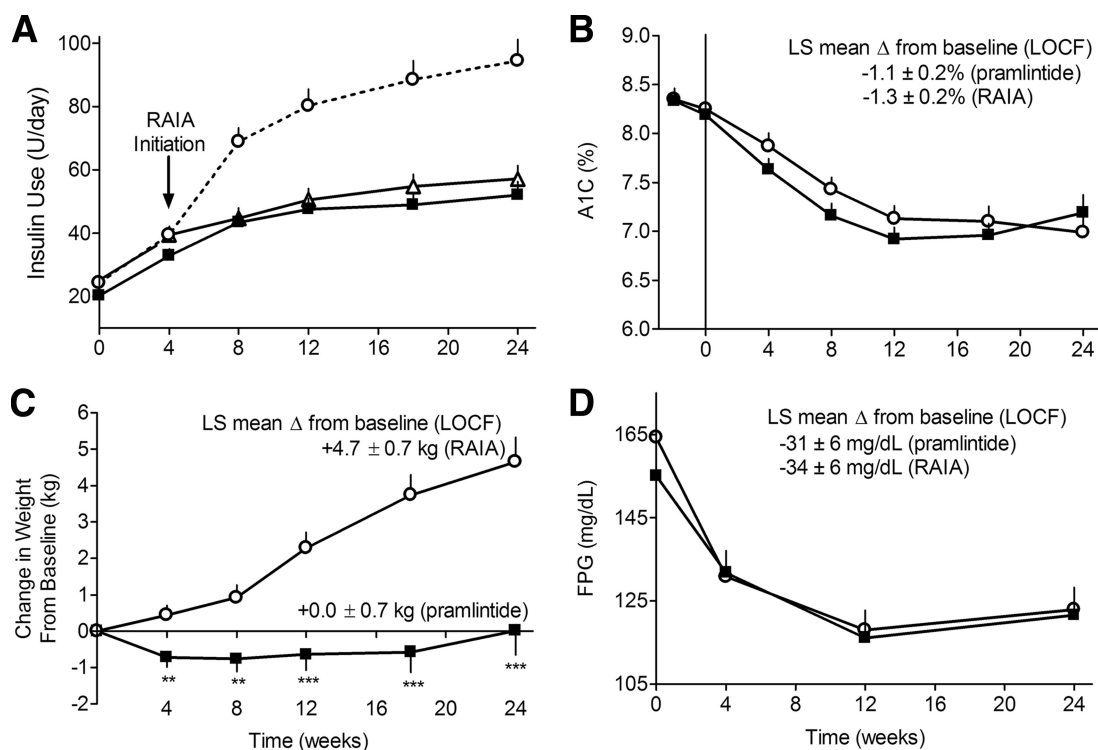 A
Insulin Use (U/day)
100
80
60
40
20
RAIA
Initiation
0 4 8 12 16 20 24
B
A1C (%)
9.0
8.5
8.0
7.5
7.0
6.5
6.0
LS mean Δ from baseline (LOCF)
-1.1 ± 0.2% (pramlintide)
-1.3 ± 0.2% (RAIA)
0 4 8 12 16 20 24
C
Change in Weight
From Baseline (kg)
6
5
4
3
2
1
0
-1
-2
LS mean Δ from baseline (LOCF)
+4.7 ± 0.7 kg (RAIA)
+0.0 ± 0.7 kg (pramlintide)
4 8 12 16 20 24
** ** *** *** ***
Time (weeks)
D
FPG (mg/dL)
165
145
125
105
LS mean Δ from baseline (LOCF)
-31 ± 6 mg/dL (pramlintide)
-34 ± 6 mg/dL (RAIA)
0 4 8 12 16 20 24
Time (weeks)